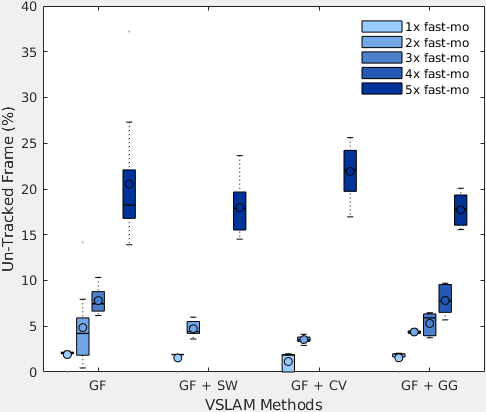 40
35
30
25
20
15
10
5
0
Un-Tracked Frame (%)
1x fast-mo
2x fast-mo
3x fast-mo
4x fast-mo
5x fast-mo
GF
GF + SW
GF + CV
GF + GG
VSLAM Methods